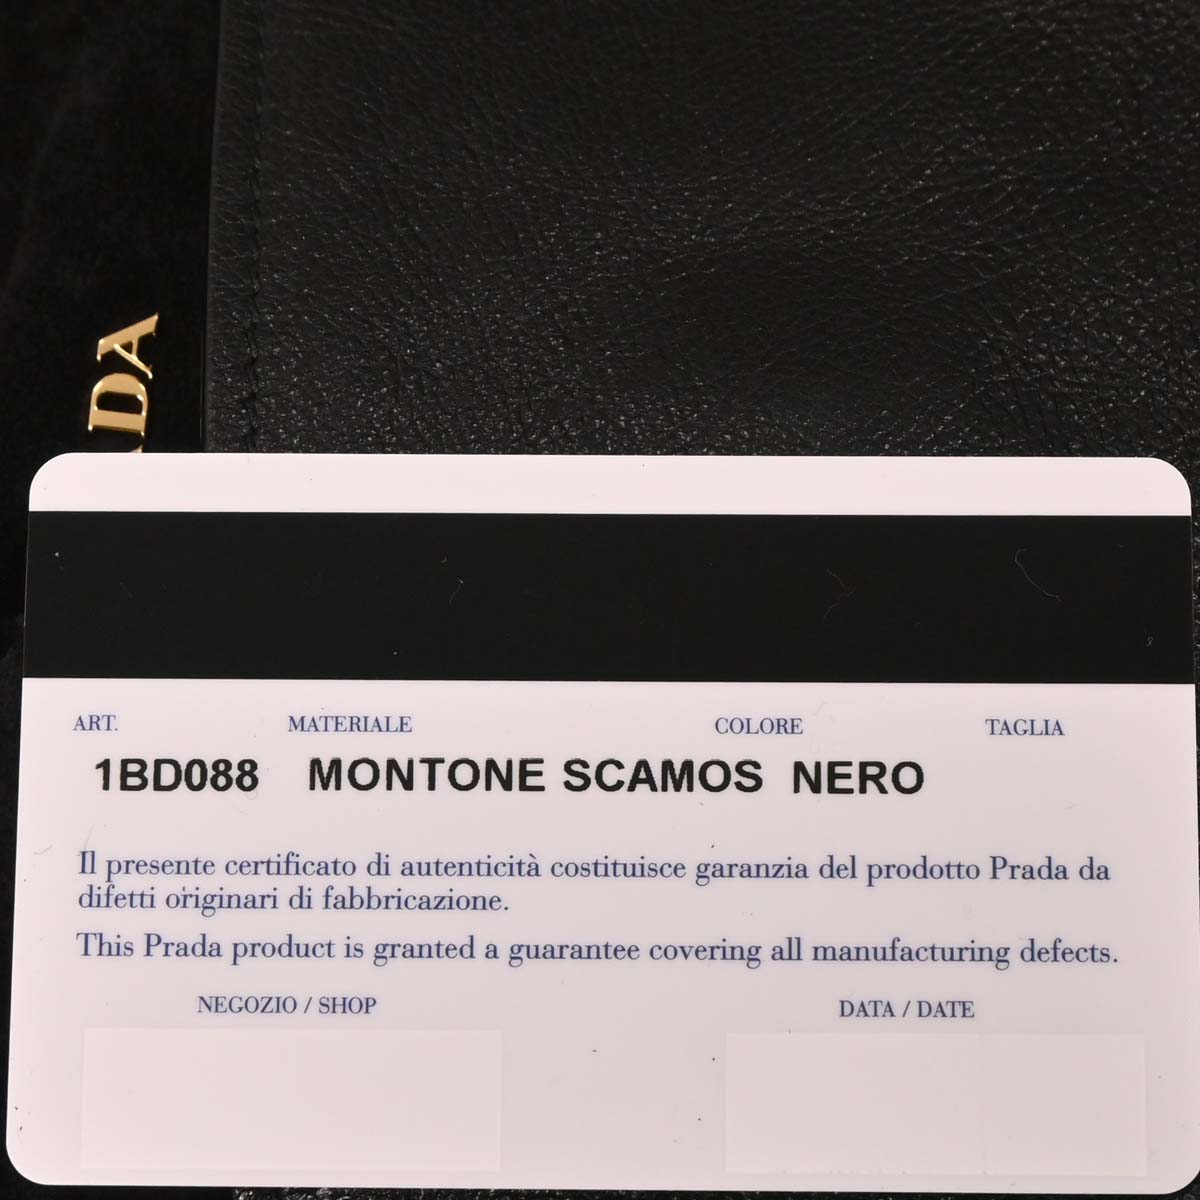 ADA
ART. MATERIALE COLORE TAGLIA
1BD088 MONTONE SCAMOS NERO
Il presente certificato di autenticità costituisce garanzia del prodotto Prada da
difetti originari di fabbricazione.
This Prada product is granted a guarantee covering all manufacturing defects.
NEGOZIO / SHOP DATA / DATE